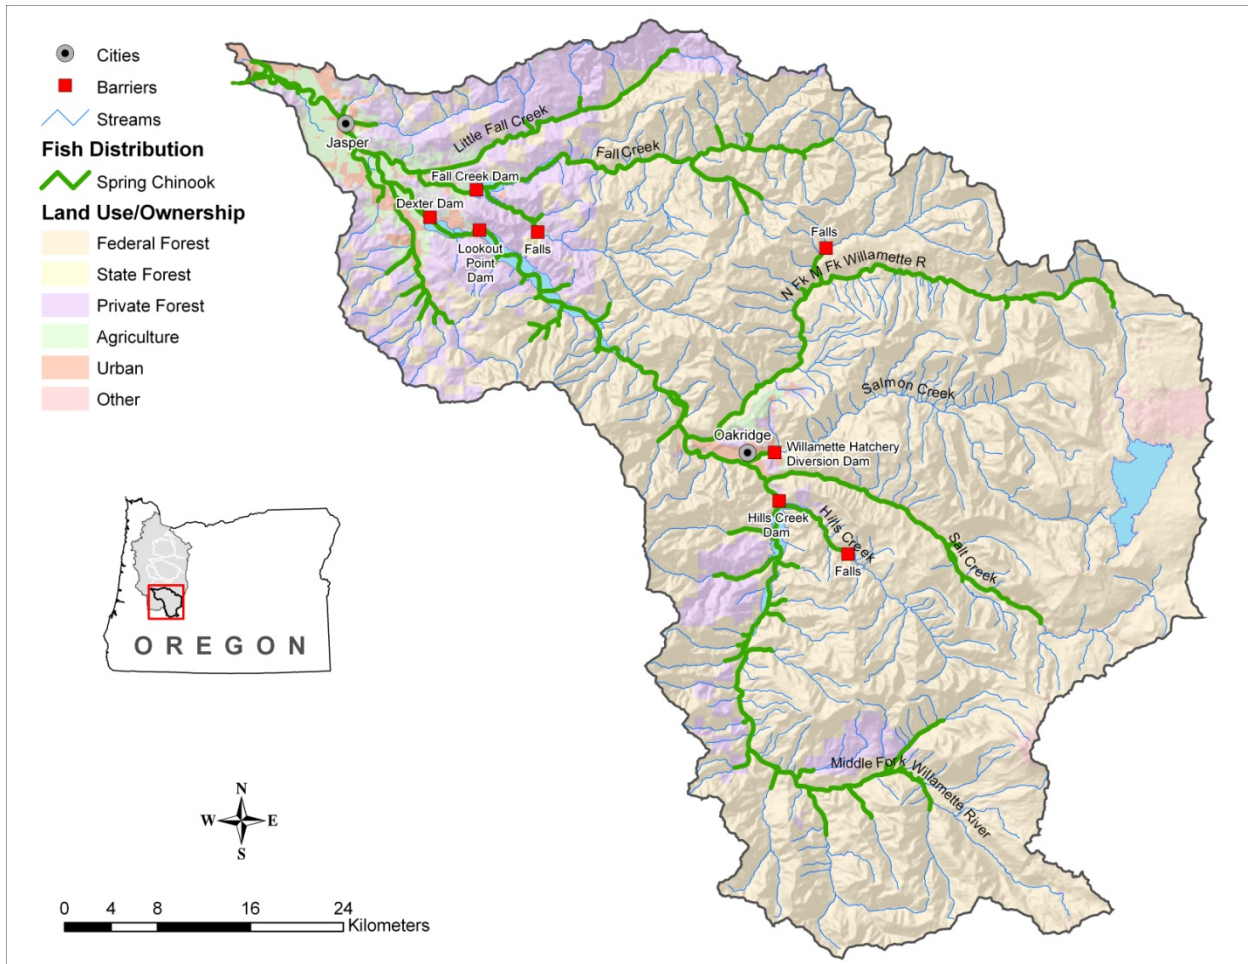 Cities
Barriers
Streams
Fish Distribution
Spring Chinook
Land Use/Ownership
Federal Forest
State Forest
Private Forest
Agriculture
Urban
Other
Jasper
Little Fall Creek
Fall Creek
Fall Creek Dam
Dexter Dam
Lookout
Point
Dam
Falls
Falls
N Fk M Fk Willamette R
Salmon Creek
Oakridge
Willamette Hatchery
Diversion Dam
Hills Creek
Dam
Hills Creek
Falls
Salt Creek
Middle Fork Willamette River
OREGON
N
W
E
S
0
4
8
16
24
Kilometers